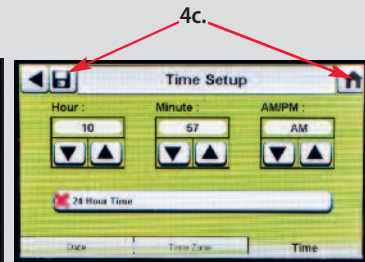 4c.
Time Setup
Hour : Minute : AM/PM :
10 57 AM
24 Hour Time
Date Time Zone Time